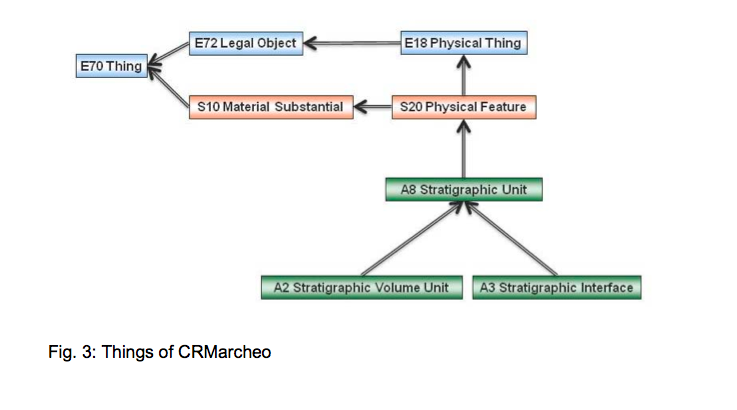 E72 Legal Object
E18 Physical Thing
E70 Thing
S10 Material Substantial
S20 Physical Feature
A8 Stratigraphic Unit
A2 Stratigraphic Volume Unit
A3 Stratigraphic Interface
Fig. 3: Things of CRMarcheo